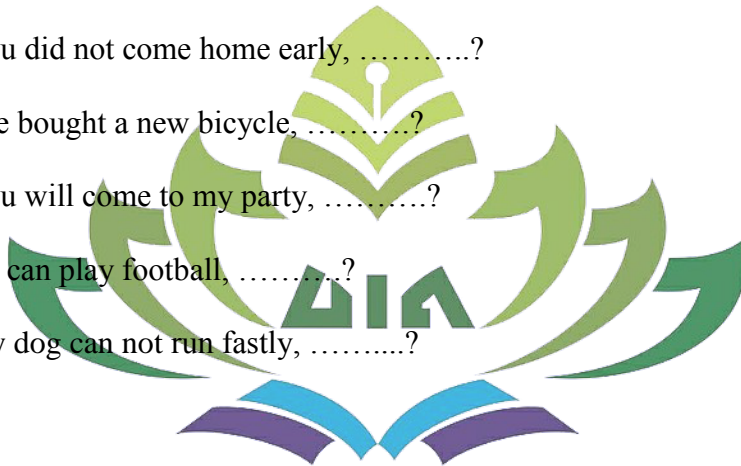 u did not come home early, ………..?
e bought a new bicycle, ……….?
u will come to my party, ……….?
can play football, ……….?
y dog can not run fastly, ……....?